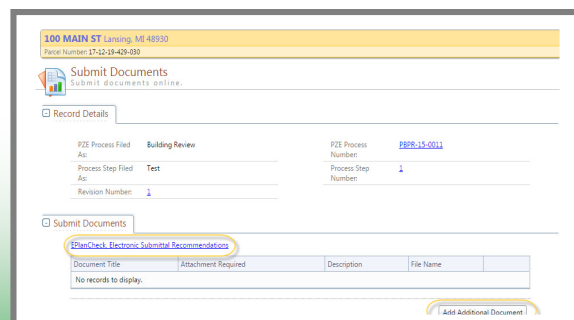 100 MAIN ST Lansing, MI 48930
Parcel Number: 17-12-19-429-030
Submit Documents
Submit documents online.
Record Details
PZE Process Filed As: Building Review PZE Process Number: PBPR-15-0011
Process Step Filed As: Test Process Step Number: 1
Revision Number: 1
Submit Documents
EPlanCheck, Electronic Submittal Recommendations
Document Title Attachment Required Description File Name
No records to display.
Add Additional Document